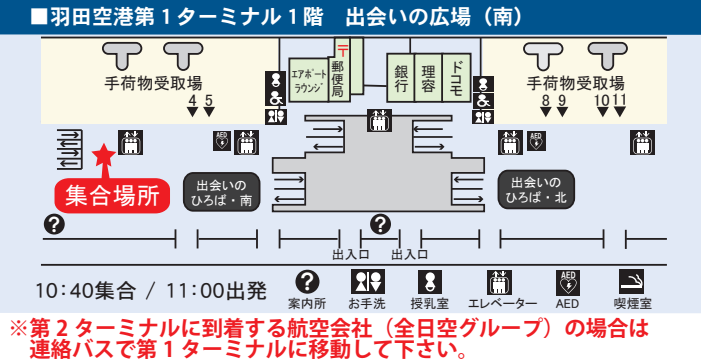 ■羽田空港第1ターミナル1階　出会いの広場（南）
手荷物受取場
4 5
エアポート
ラウンジ
〒
郵便局
銀行
理容
ドコモ
手荷物受取場
8 9 10 11
AED
AED
集合場所
出会いの
ひろば・南
出会いの
ひろば・北
?
?
出入口 出入口
10:40集合 / 11:00出発
?
案内所
お手洗
授乳室
エレベーター
AED
AED
喫煙室
※第2ターミナルに到着する航空会社（全日空グループ）の場合は
連絡バスで第1ターミナルに移動して下さい。